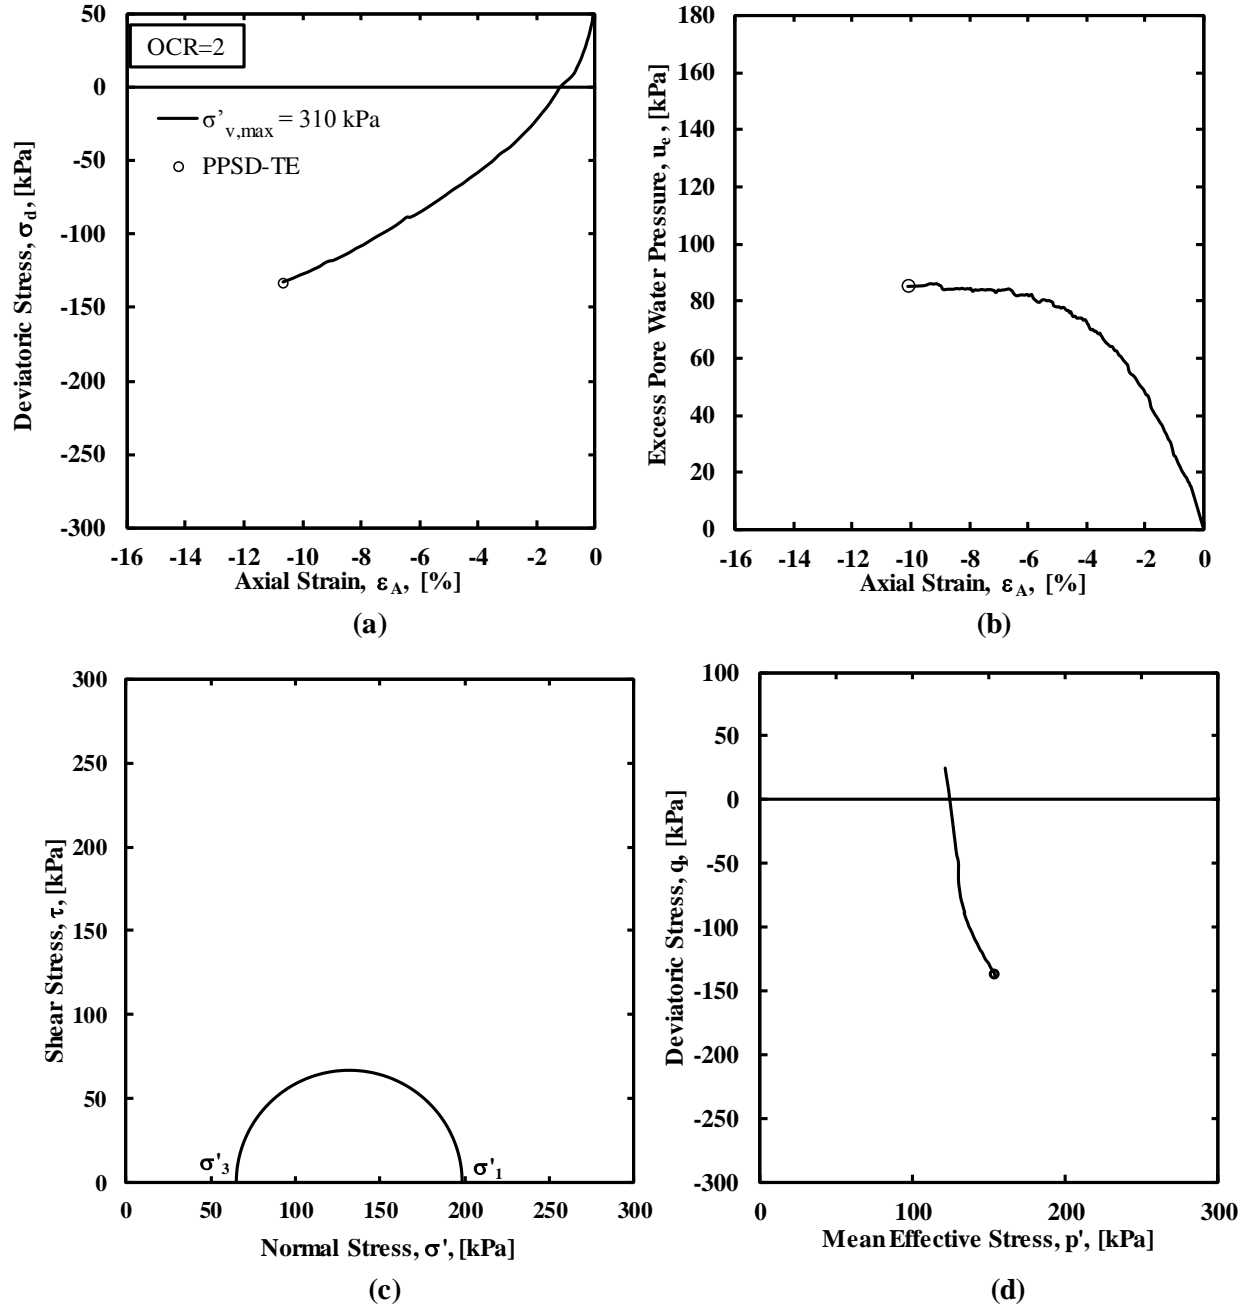 50
0
-50
-100
-150
-200
-250
-300
Deviatoric Stress, σd, [kPa]
OCR=2
σ’v,max = 310 kPa
PPSD-TE
-16 -14 -12 -10 -8 -6 -4 -2 0
Axial Strain, εA, [%]
(a)
180
160
140
120
100
80
60
40
20
0
Excess Pore Water Pressure, ue, [kPa]
-16 -14 -12 -10 -8 -6 -4 -2 0
Axial Strain, εA, [%]
(b)
300
250
200
150
100
50
0
Shear Stress, τ, [kPa]
σ'3
σ'1
0 50 100 150 200 250 300
Normal Stress, σ', [kPa]
(c)
100
50
0
-50
-100
-150
-200
-250
-300
Deviatoric Stress, q, [kPa]
0 100 200 300
Mean Effective Stress, p', [kPa]
(d)